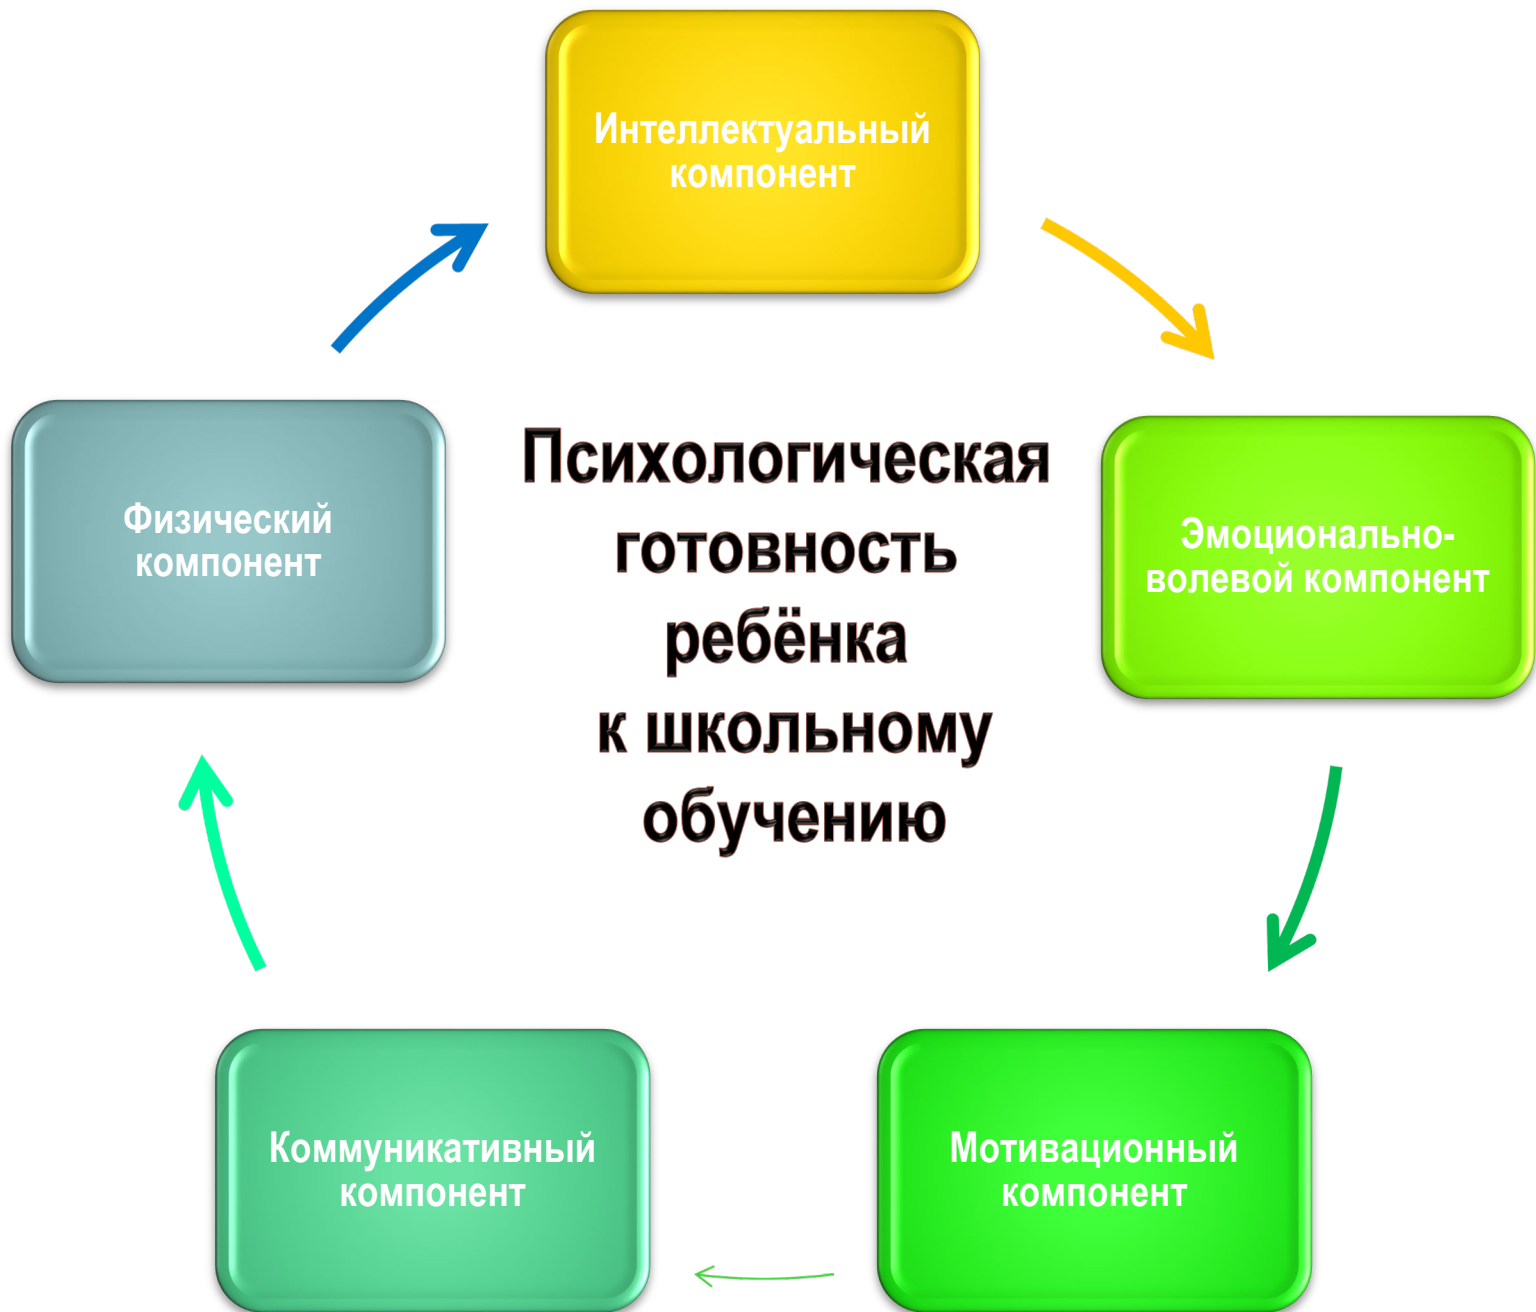 Интеллектуальный
компонент
Физический
компонент
Психологическая
готовность
ребёнка
к школьному
обучению
Эмоционально-
волевой компонент
Коммуникативный
компонент
Мотивационный
компонент